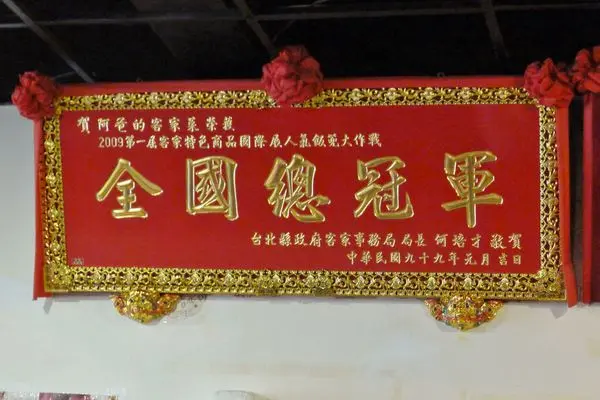 賀 阿爸的客家菜榮獲
2009第一屆客家特色商品國際展人氣飯菜大作戰
全國總冠軍
台北縣政府客家事務局局長 何培才 敬賀
中華民國九十九年元月吉日